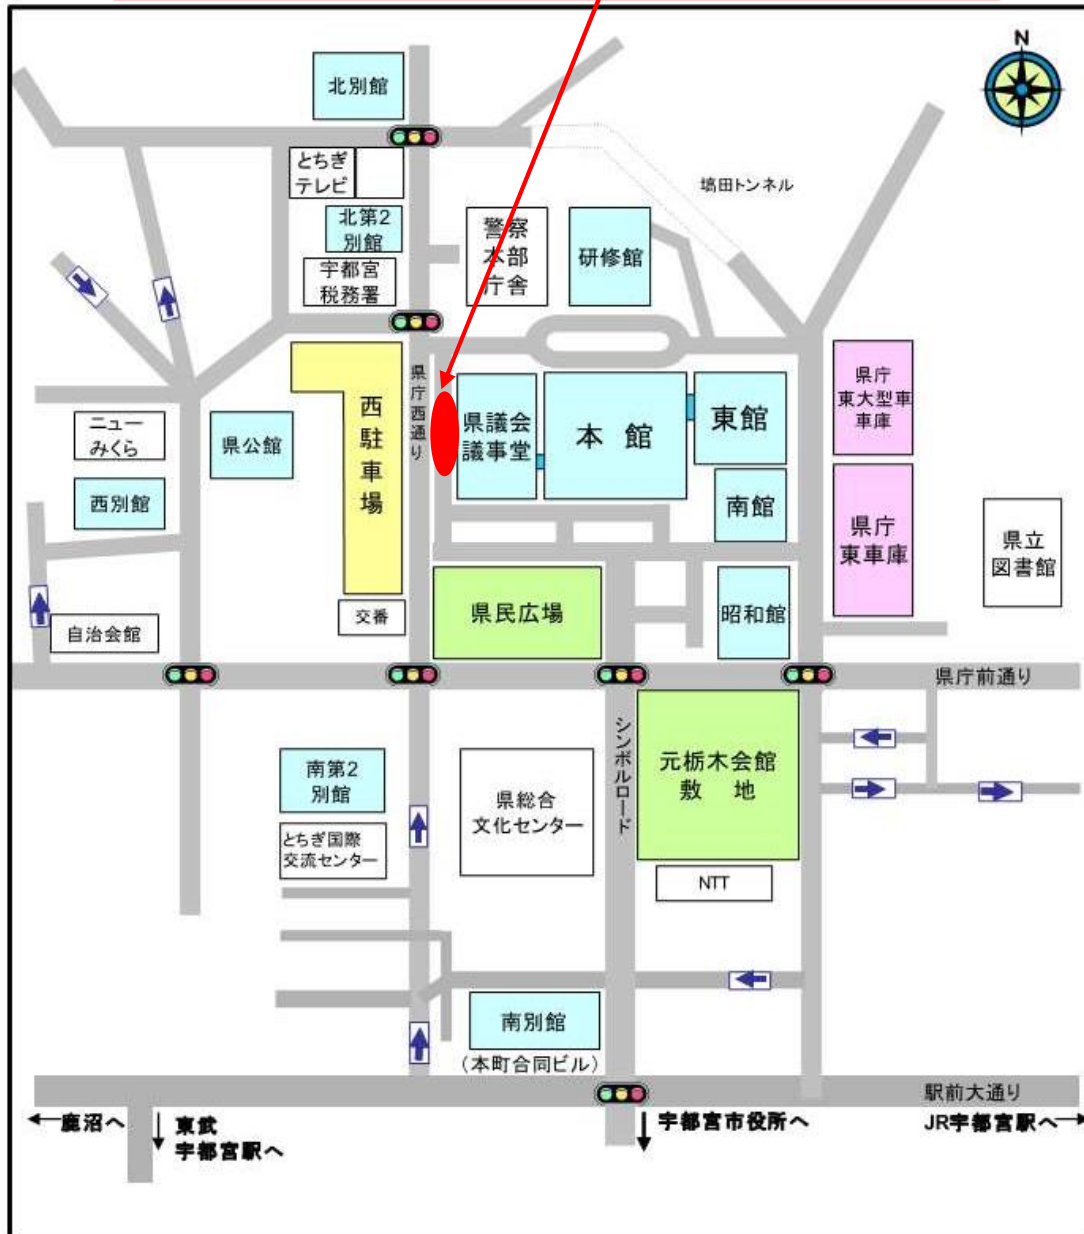 N
北別館
とちぎ
テレビ
塙田トンネル
北第2
別館
警察
本部
庁舎
研修館
宇都宮
税務署
県庁西通り
西駐車場
県議会
議事堂
本館
東館
県庁
東大型車
車庫
ニュー
みくら
県公館
西別館
南館
県庁
東車庫
県立
図書館
交番
県民広場
昭和館
自治会館
県庁前通り
シンボルロード
元栃木会館
敷 地
南第2
別館
県総合
文化センター
とちぎ国際
交流センター
NTT
南別館
(本町合同ビル)
駅前大通り
鹿沼へ
東武
宇都宮駅へ
宇都宮市役所へ
JR宇都宮駅へ